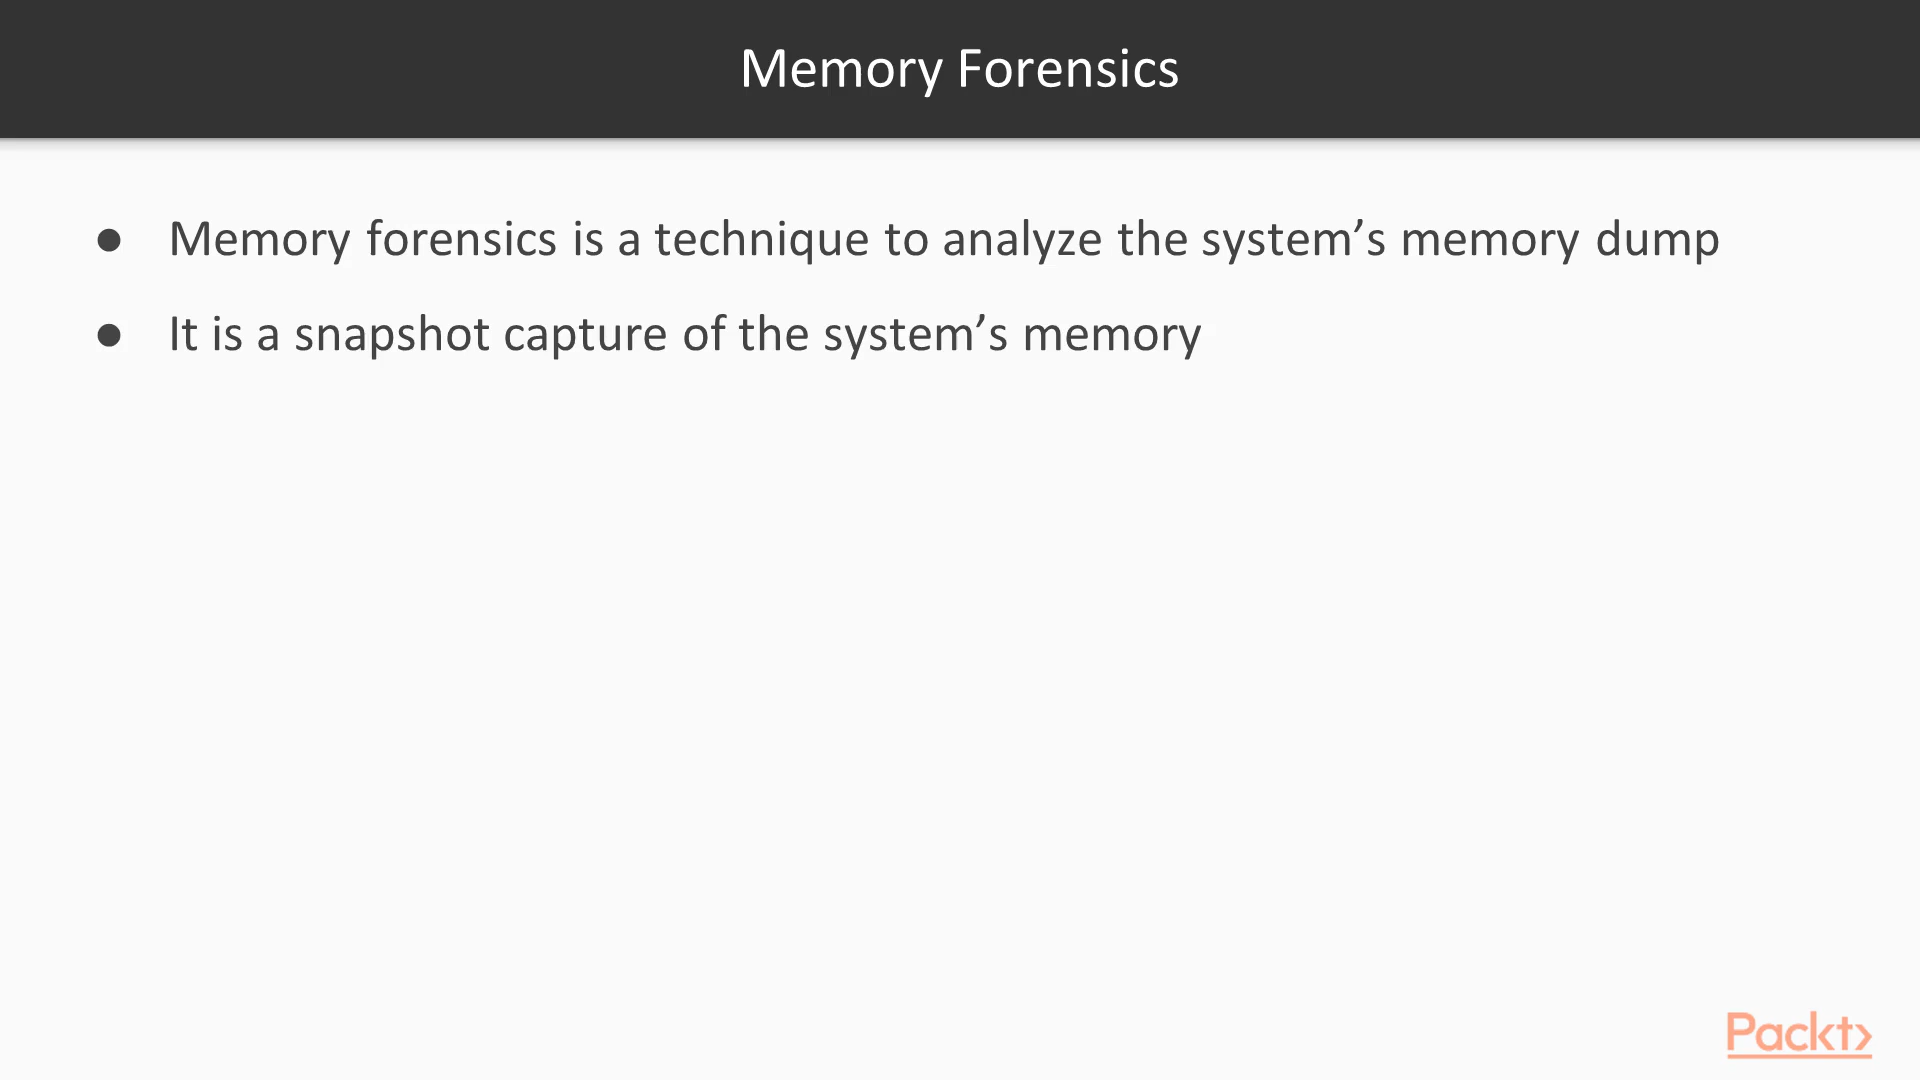 Memory Forensics
● Memory forensics is a technique to analyze the system’s memory dump
● It is a snapshot capture of the system’s memory
Packt>